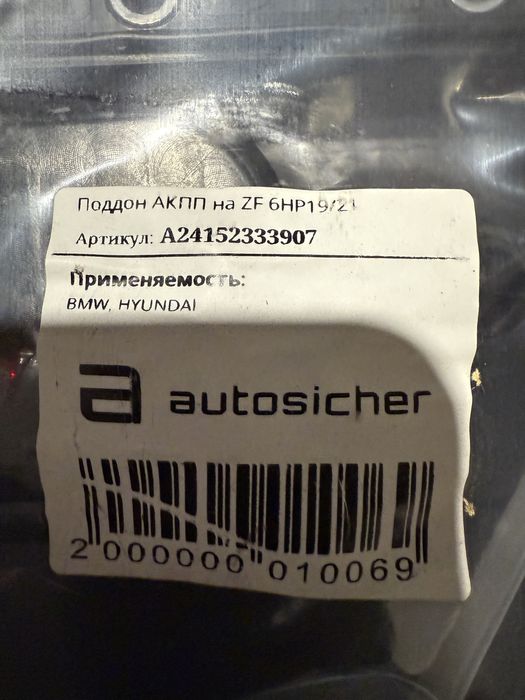 Поддон АКПП на ZF 6HP19/21
Артикул: A24152333907
Применяемость:
BMW, HYUNDAI
a autosicher
2 000000 010069